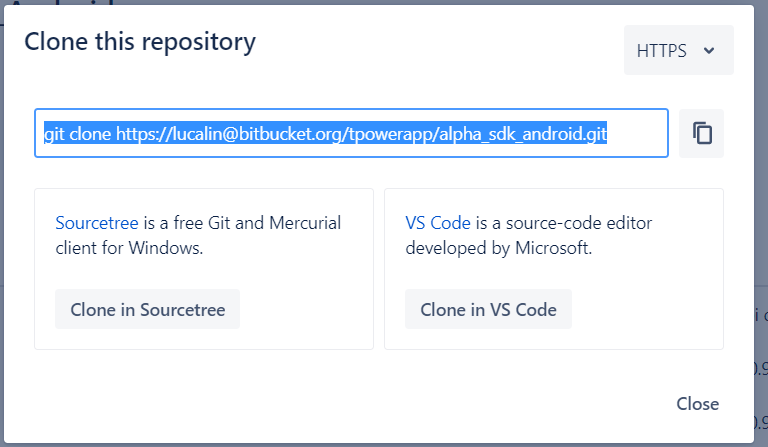 Clone this repository
HTTPS
git clone https://lucalin@bitbucket.org/tpowerapp/alpha_sdk_android.git
Sourcetree is a free Git and Mercurial
client for Windows.
Clone in Sourcetree
VS Code is a source-code editor
developed by Microsoft.
Clone in VS Code
Close